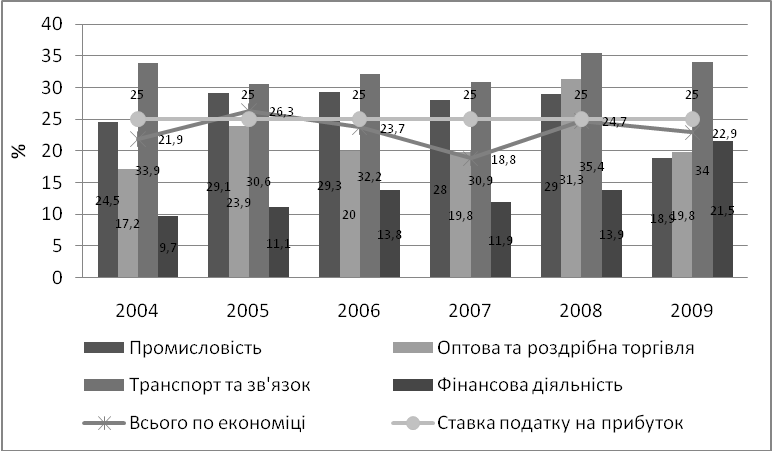 40
35
30
25
20
15
10
5
0
%
25 25 25 25 25 25
21,9 26,3 23,7 18,8 24,7 22,9
24,5 17,2 33,9 9,7
29,1 23,9 30,6 11,1
29,3 20 32,2 13,8
28 19,8 30,9 11,9
29 31,3 35,4 13,9
18,9 19,8 34 21,5
2004 2005 2006 2007 2008 2009
Промисловість Оптова та роздрібна торгівля
Транспорт та зв'язок Фінансова діяльність
Всього по економіці Ставка податку на прибуток